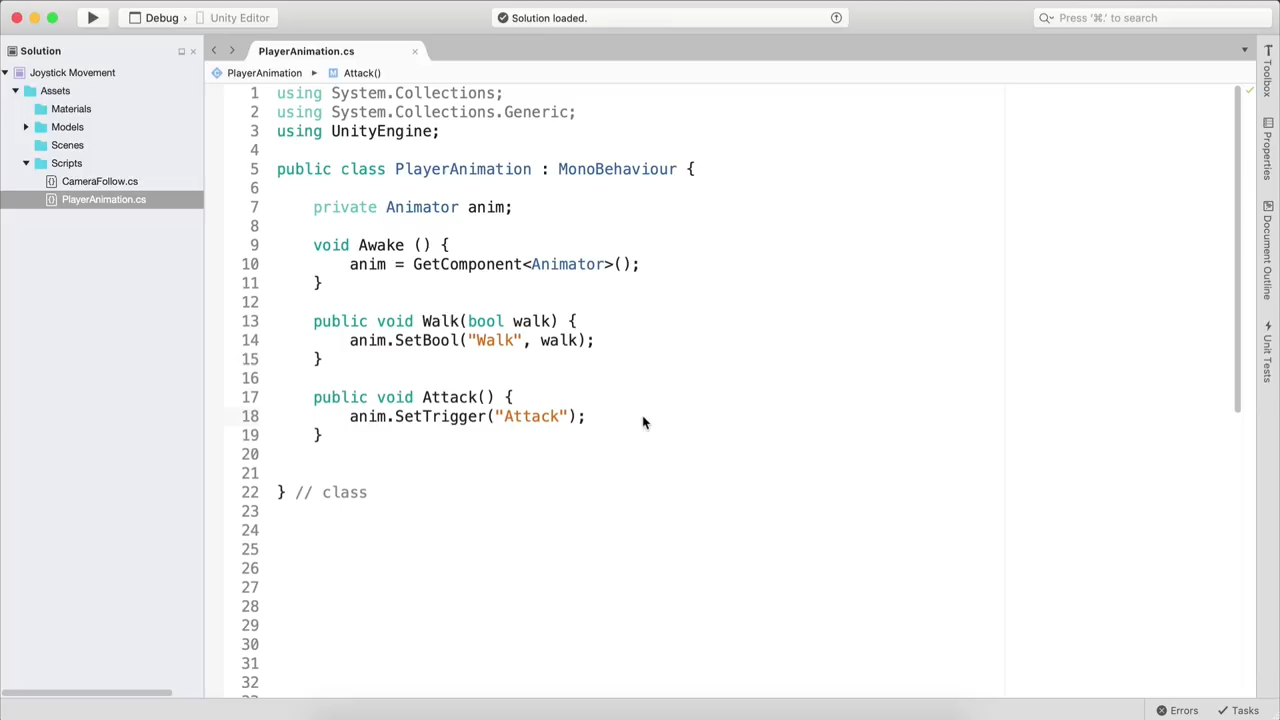 Debug › Unity Editor
Solution loaded.
Press '⌘.' to search
Solution
Joystick Movement
Assets
Materials
Models
Scenes
Scripts
CameraFollow.cs
PlayerAnimation.cs
PlayerAnimation.cs
PlayerAnimation ▸ M Attack()
1 using System.Collections;
2 using System.Collections.Generic;
3 using UnityEngine;
4
5 public class PlayerAnimation : MonoBehaviour {
6
7 private Animator anim;
8
9 void Awake () {
10 anim = GetComponent<Animator>();
11 }
12
13 public void Walk(bool walk) {
14 anim.SetBool("Walk", walk);
15 }
16
17 public void Attack() {
18 anim.SetTrigger("Attack");
19 }
20
21
22 } // class
23
24
25
26
27
28
29
30
31
32
Toolbox
Properties
Document Outline
Unit Tests
Errors
Tasks